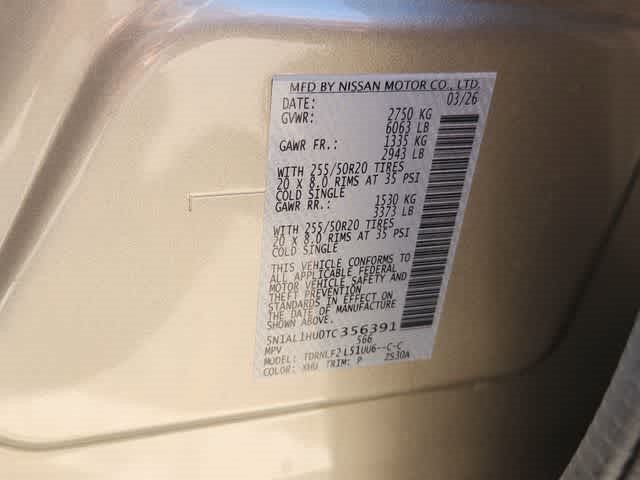 MFD BY NISSAN MOTOR CO., LTD.
DATE: 03/26
GVWR: 2750 KG
6063 LB
GAWR FR.: 1335 KG
2943 LB
WITH 255/50R20 TIRES
20 X 8.0 RIMS AT 35 PSI
COLD SINGLE
GAWR RR.: 1530 KG
3373 LB
WITH 255/50R20 TIRES
20 X 8.0 RIMS AT 35 PSI
COLD SINGLE
THIS VEHICLE CONFORMS TO
ALL APPLICABLE FEDERAL
MOTOR VEHICLE SAFETY AND
THEFT PREVENTION
STANDARDS IN EFFECT ON
THE DATE OF MANUFACTURE
SHOWN ABOVE.
5N1AL1HU0TC356391
MPV 566
MODEL: TDRNLF2 L51UU6--C-C
COLOR: XHU TRIM: P ZS30A